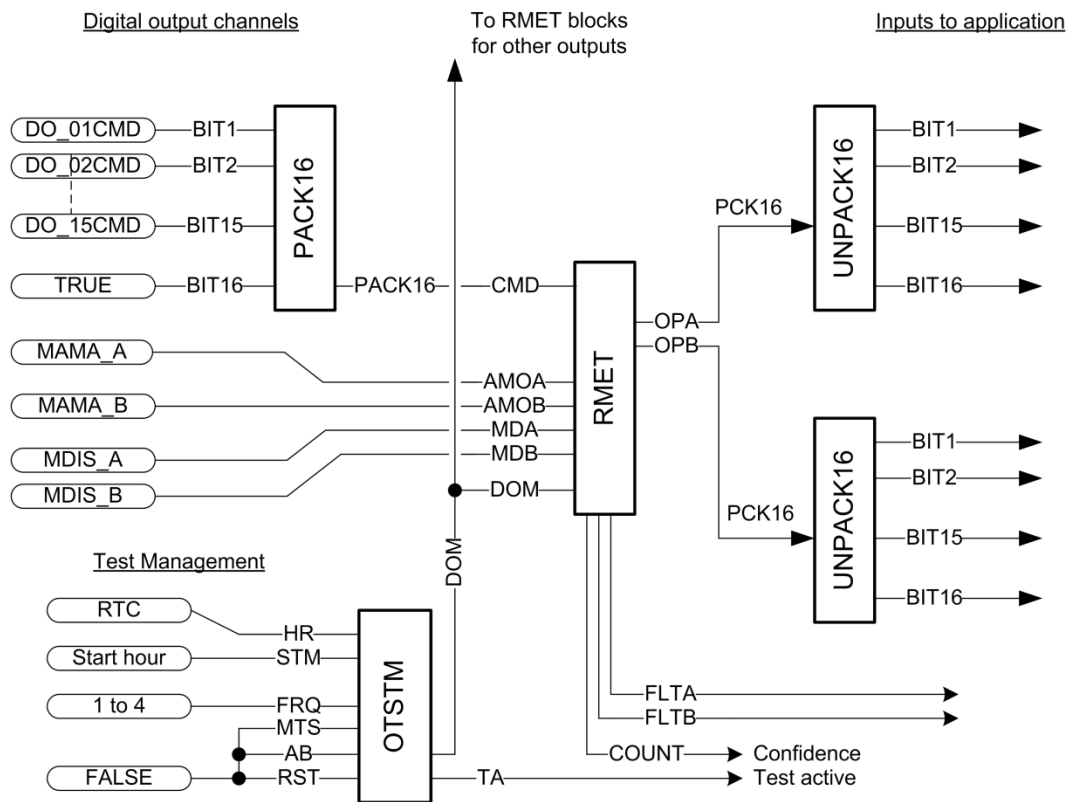 Digital output channels
To RMET blocks
for other outputs
Inputs to application
DO_01CMD
BIT1
DO_02CMD
BIT2
DO_15CMD
BIT15
TRUE
BIT16
PACK16
PACK16
CMD
MAMA_A
AMOA
MAMA_B
AMOB
MDIS_A
MDA
MDIS_B
MDB
DOM
RMET
OPA
OPB
PCK16
UNPACK16
BIT1
BIT2
BIT15
BIT16
PCK16
UNPACK16
BIT1
BIT2
BIT15
BIT16
DOM
Test Management
RTC
HR
Start hour
STM
1 to 4
FRQ
MTS
AB
FALSE
RST
OTSTM
TA
FLTA
FLTB
COUNT
Confidence
Test active